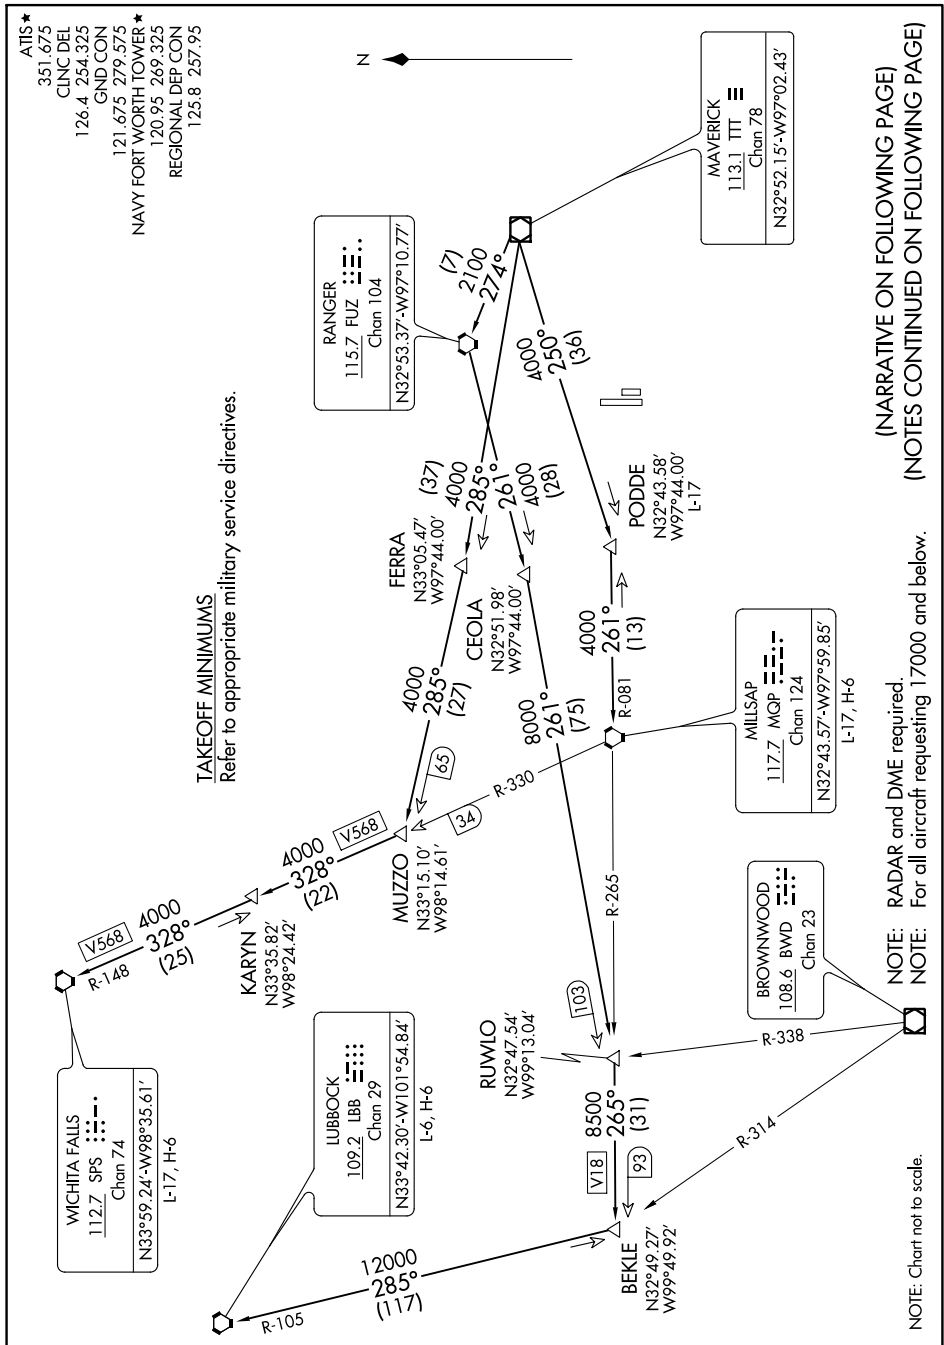 ATIS★
351.675
CLNC DEL
126.4 254.325
GND CON
121.675 279.575
NAVY FORT WORTH TOWER★
120.95 269.325
REGIONAL DEP CON
125.8 257.95
TAKEOFF MINIMUMS
Refer to appropriate military service directives.
N
WICHITA FALLS
112.7 SPS
Chan 74
N33°59.24′-W98°35.61′
L-17, H-6
R-148
V568
4000
328°
(25)
KARYN
N33°35.82′
W98°24.42′
4000
328°
(22)
V568
MUZZO
N33°15.10′
W98°14.61′
65
34
R-330
4000
285°
(27)
FERRA
N33°05.47′
W97°44.00′
(37)
4000
285°
RANGER
115.7 FUZ
Chan 104
N32°53.37′-W97°10.77′
(7)
2100
274°
MAVERICK
113.1 TTT
Chan 78
N32°52.15′-W97°02.43′
CEOLA
N32°51.98′
W97°44.00′
261°
4000
(28)
8000
261°
(75)
4000
250°
(36)
PODDE
N32°43.58′
W97°44.00′
L-17
4000
261°
(13)
R-081
MILLSAP
117.7 MQP
Chan 124
N32°43.57′-W97°59.85′
L-17, H-6
R-265
103
RUWLO
N32°47.54′
W99°13.04′
8500
265°
(31)
V18
93
BEKLE
N32°49.27′
W99°49.92′
R-338
R-314
BROWNWOOD
108.6 BWD
Chan 23
LUBBOCK
109.2 LBB
Chan 29
N33°42.30′-W101°54.84′
L-6, H-6
R-105
12000
285°
(117)
NOTE: Chart not to scale.
NOTE: RADAR and DME required.
NOTE: For all aircraft requesting 17000 and below.
(NARRATIVE ON FOLLOWING PAGE)
(NOTES CONTINUED ON FOLLOWING PAGE)